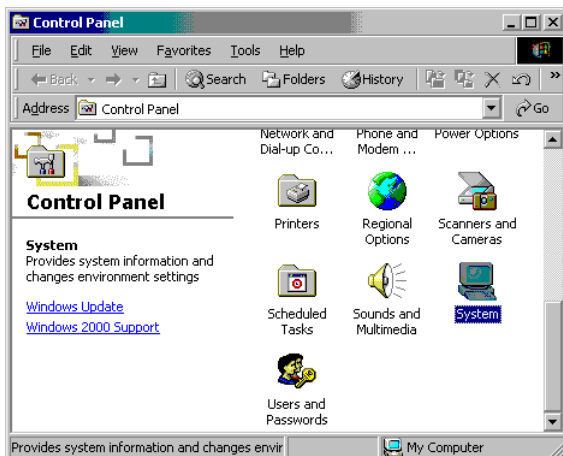 Control Panel
File Edit View Favorites Tools Help
Back Search Folders History »
Address Control Panel Go
Control Panel
System
Provides system information and
changes environment settings
Windows Update
Windows 2000 Support
Network and
Dial-up Co...
Phone and
Modem ...
Power Options
Printers
Regional
Options
Scanners and
Cameras
Scheduled
Tasks
Sounds and
Multimedia
System
Users and
Passwords
Provides system information and changes envir
My Computer